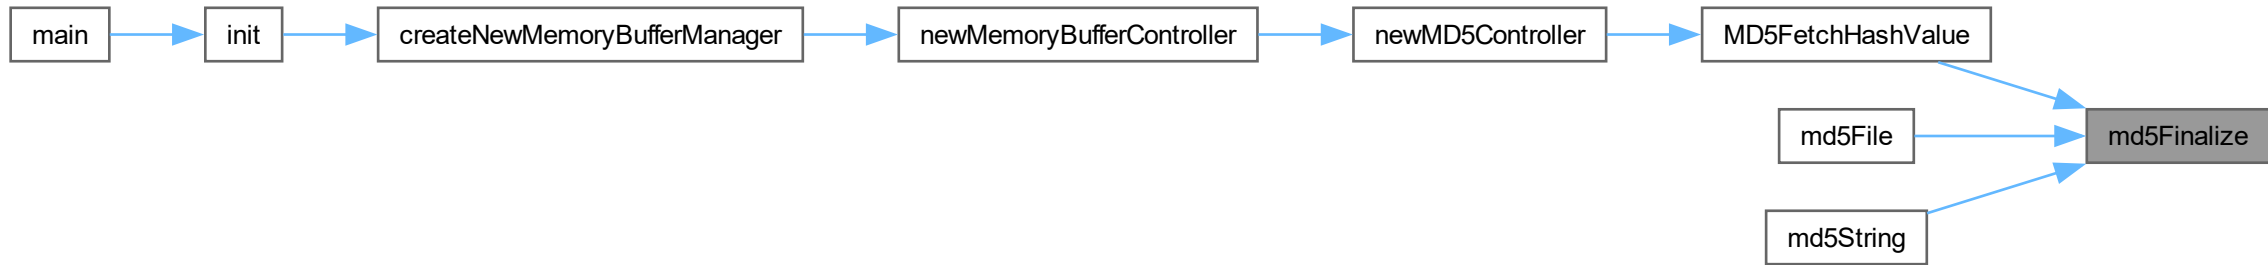 main
init
createNewMemoryBufferManager
newMemoryBufferController
newMD5Controller
MD5FetchHashValue
md5File
md5Finalize
md5String